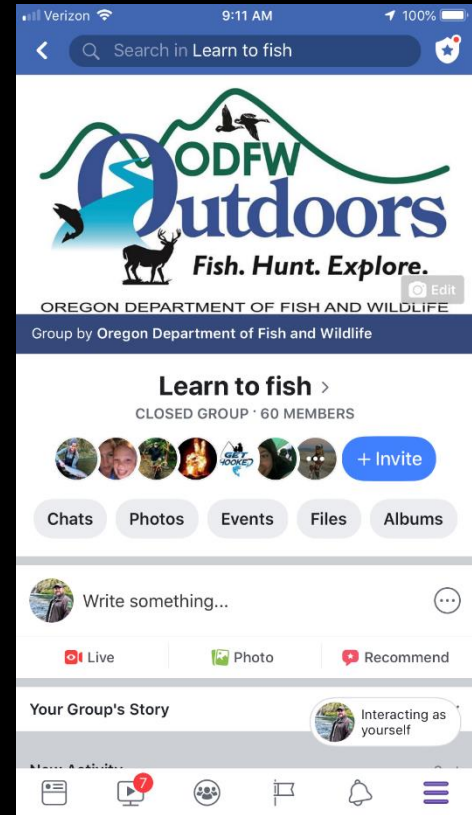 Verizon 9:11 AM 100%
Search in Learn to fish
ODFW
Outdoors
Fish. Hunt. Explore.
Edit
OREGON DEPARTMENT OF FISH AND WILDLIFE
Group by Oregon Department of Fish and Wildlife
Learn to fish >
CLOSED GROUP · 60 MEMBERS
GET HOOKED
+ Invite
Chats Photos Events Files Albums
Write something...
Live Photo Recommend
Your Group's Story
Interacting as
yourself
New Activity
7